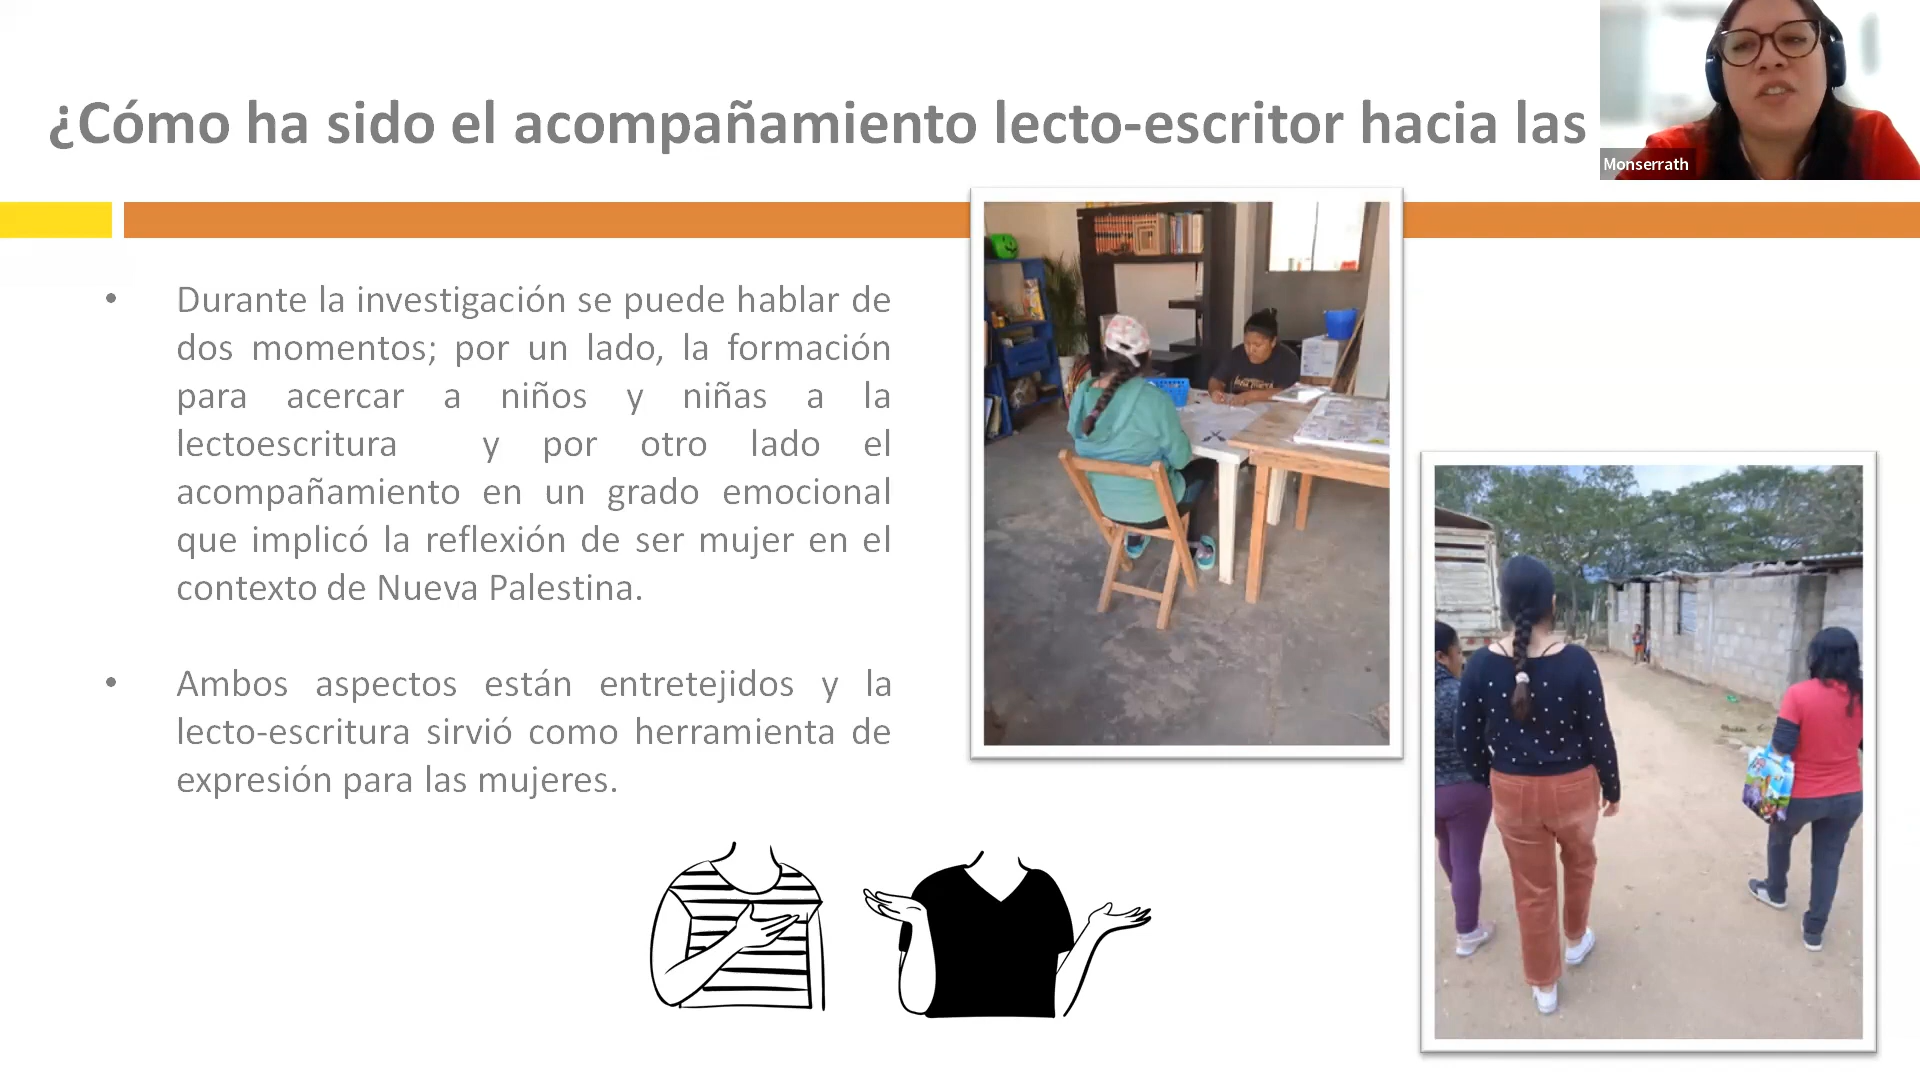 ¿Cómo ha sido el acompañamiento lecto-escritor hacia las
Monserrath
• Durante la investigación se puede hablar de
dos momentos; por un lado, la formación
para acercar a niños y niñas a la
lectoescritura y por otro lado el
acompañamiento en un grado emocional
que implicó la reflexión de ser mujer en el
contexto de Nueva Palestina.
• Ambos aspectos están entretejidos y la
lecto-escritura sirvió como herramienta de
expresión para las mujeres.